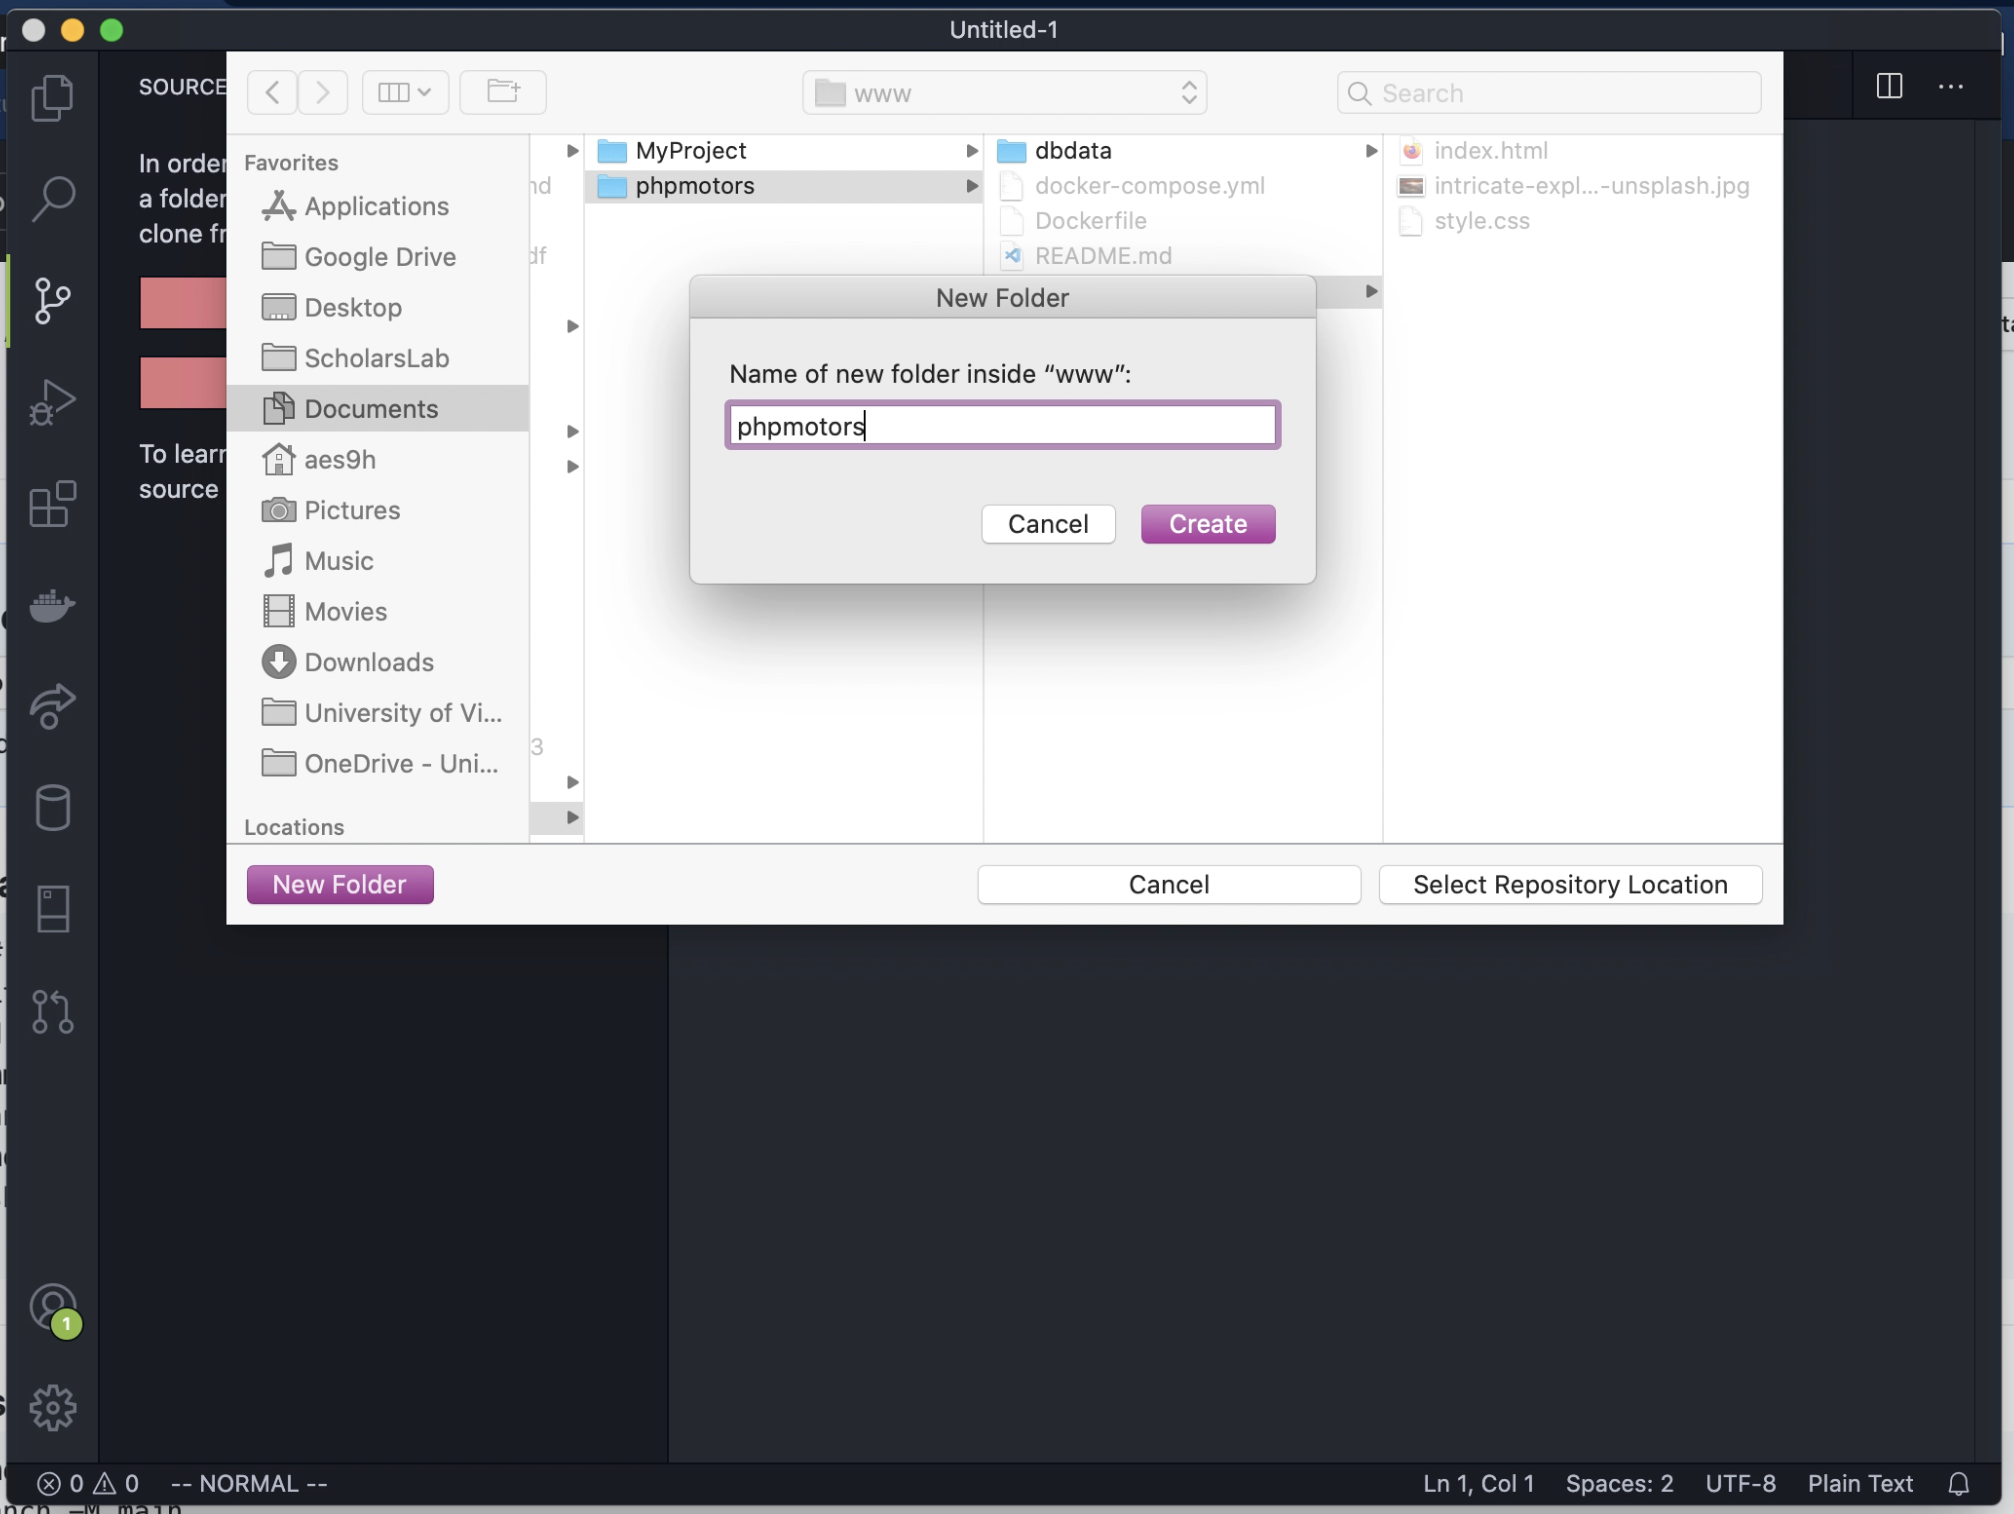 Untitled-1
SOURCE
www
Search
In order
a folder
clone fr
To learn
source
Favorites
Applications
Google Drive
Desktop
ScholarsLab
Documents
aes9h
Pictures
Music
Movies
Downloads
University of Vi...
OneDrive - Uni...
Locations
nd
df
3
MyProject
phpmotors
dbdata
docker-compose.yml
Dockerfile
README.md
index.html
intricate-expl...-unsplash.jpg
style.css
New Folder
Name of new folder inside “www”:
phpmotors
Cancel
Create
New Folder
Cancel
Select Repository Location
1
0 0 -- NORMAL --
Ln 1, Col 1 Spaces: 2 UTF-8 Plain Text
nch -M main